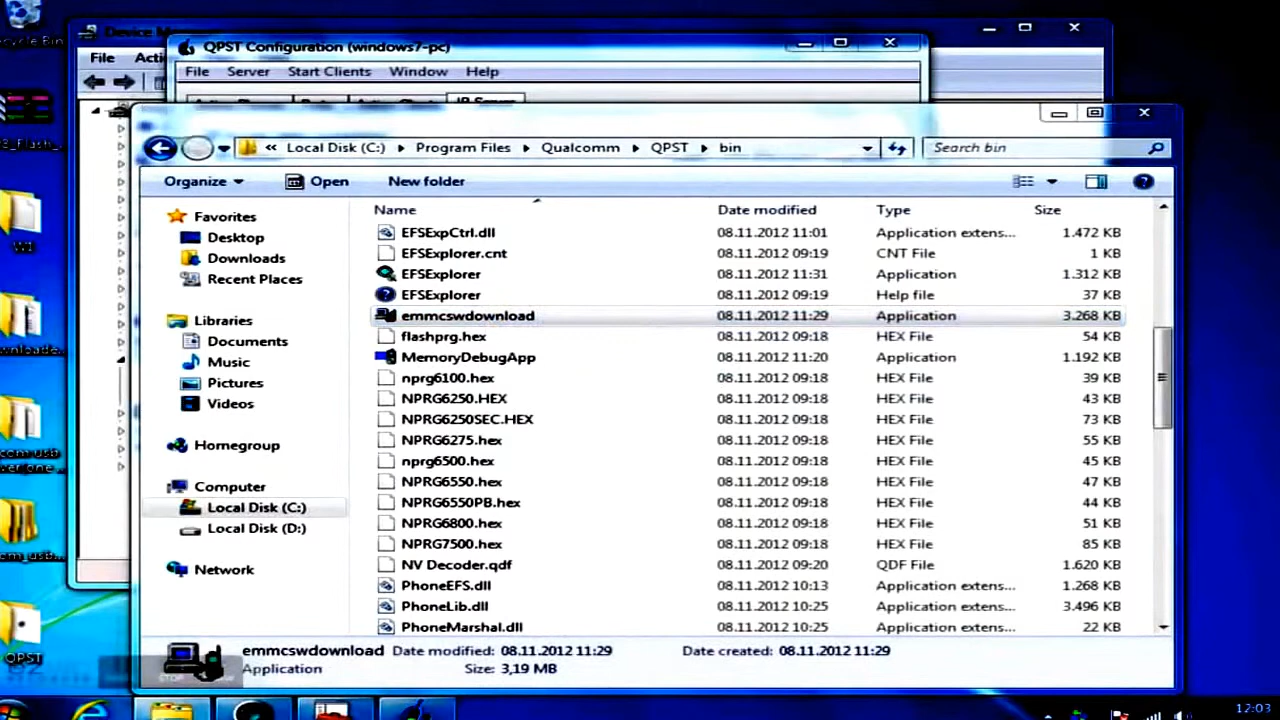 Device M
QPST Configuration (windows7-pc)
File Acti
File Server Start Clients Window Help
Local Disk (C:) Program Files Qualcomm QPST bin
Search bin
Organize Open New folder
Name Date modified Type Size
Favorites
Desktop
Downloads
Recent Places
Libraries
Documents
Music
Pictures
Videos
Homegroup
Computer
Local Disk (C:)
Local Disk (D:)
Network
EFSExpCtrl.dll 08.11.2012 11:01 Application extens... 1.472 KB
EFSExplorer.cnt 08.11.2012 09:19 CNT File 1 KB
EFSExplorer 08.11.2012 11:31 Application 1.312 KB
EFSExplorer 08.11.2012 09:19 Help file 37 KB
emmcswdownload 08.11.2012 11:29 Application 3.268 KB
flashprg.hex 08.11.2012 09:18 HEX File 54 KB
MemoryDebugApp 08.11.2012 11:20 Application 1.192 KB
nprg6100.hex 08.11.2012 09:18 HEX File 39 KB
NPRG6250.HEX 08.11.2012 09:18 HEX File 43 KB
NPRG6250SEC.HEX 08.11.2012 09:18 HEX File 73 KB
NPRG6275.hex 08.11.2012 09:18 HEX File 55 KB
nprg6500.hex 08.11.2012 09:18 HEX File 45 KB
NPRG6550.hex 08.11.2012 09:18 HEX File 47 KB
NPRG6550PB.hex 08.11.2012 09:18 HEX File 44 KB
NPRG6800.hex 08.11.2012 09:18 HEX File 51 KB
NPRG7500.hex 08.11.2012 09:18 HEX File 85 KB
NV Decoder.qdf 08.11.2012 09:20 QDF File 1.620 KB
PhoneEFS.dll 08.11.2012 10:13 Application extens... 1.268 KB
PhoneLib.dll 08.11.2012 10:25 Application extens... 3.496 KB
PhoneMarshal.dll 08.11.2012 10:25 Application extens... 22 KB
emmcswdownload Date modified: 08.11.2012 11:29 Date created: 08.11.2012 11:29
Application Size: 3,19 MB
QPST
12:03